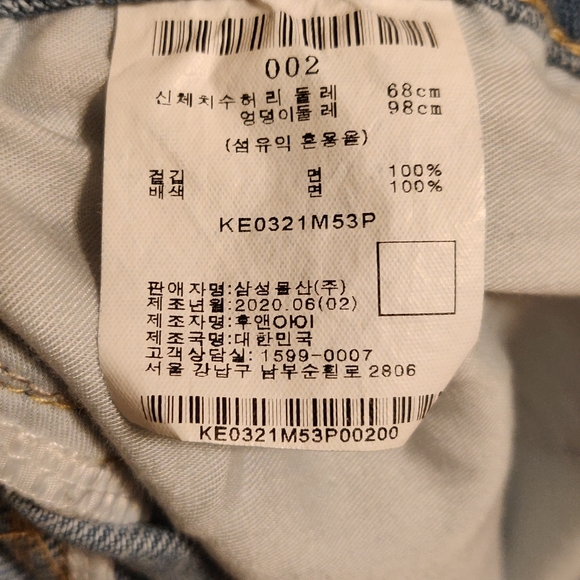 002
신체치수허리 둘레 68cm
엉덩이둘레 98cm
(섬유의 혼용율)
겉감 면 100%
배색 면 100%
KE0321M53P
판매자명:삼성물산(주)
제조년월:2020.06(02)
제조자명:후앤아이
제조국명:대한민국
고객상담실: 1599-0007
서울 강남구 남부순환로 2806
KE0321M53P00200